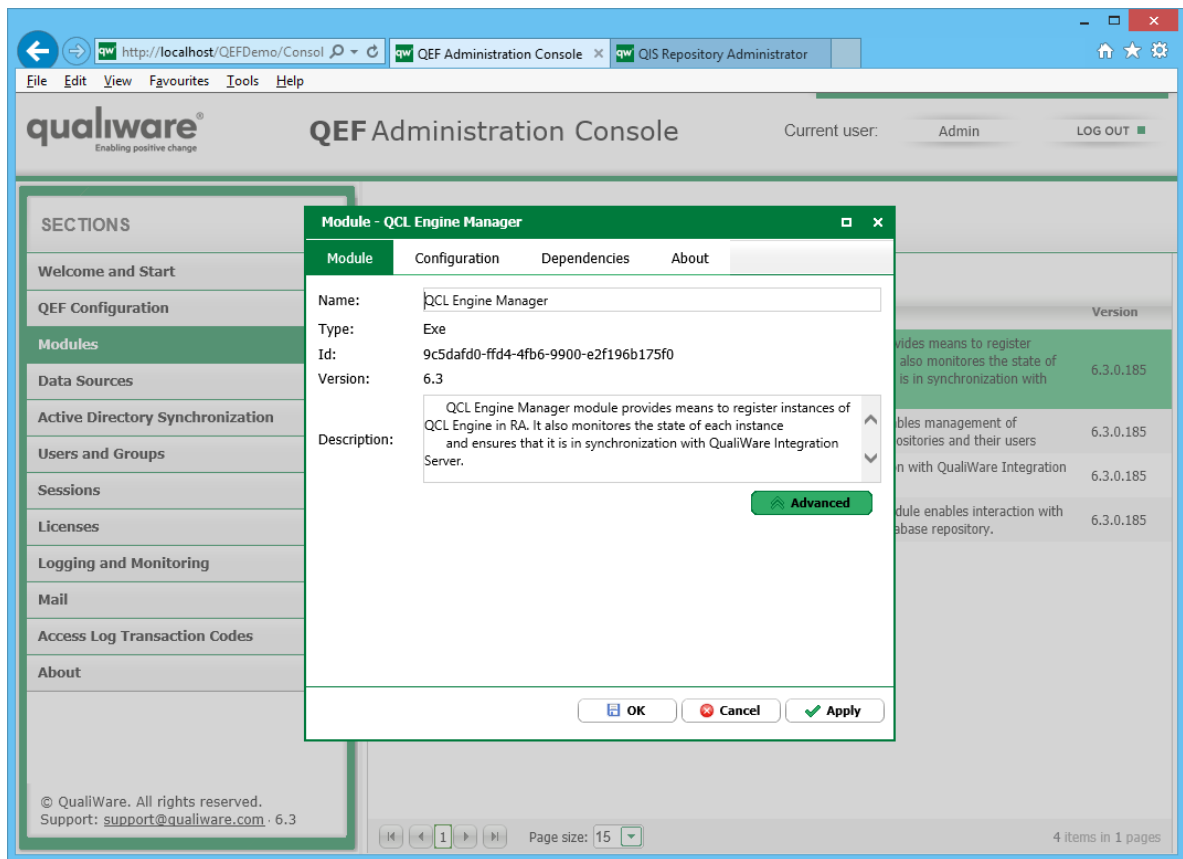 http://localhost/QEFDemo/Consol
QEF Administration Console
QIS Repository Administrator
File Edit View Favourites Tools Help
qualiware®
Enabling positive change
QEF Administration Console
Current user:
Admin
LOG OUT
SECTIONS
Welcome and Start
QEF Configuration
Modules
Data Sources
Active Directory Synchronization
Users and Groups
Sessions
Licenses
Logging and Monitoring
Mail
Access Log Transaction Codes
About
© QualiWare. All rights reserved.
Support: support@qualiware.com · 6.3
Module - QCL Engine Manager
Module Configuration Dependencies About
Name: QCL Engine Manager
Type: Exe
Id: 9c5dafd0-ffd4-4fb6-9900-e2f196b175f0
Version: 6.3
Description:
QCL Engine Manager module provides means to register instances of
QCL Engine in RA. It also monitores the state of each instance
and ensures that it is in synchronization with QualiWare Integration
Server.
Advanced
OK Cancel Apply
Version
vides means to register
also monitores the state of
is in synchronization with
6.3.0.185
bles management of
ositories and their users
6.3.0.185
n with QualiWare Integration
6.3.0.185
dule enables interaction with
abase repository.
6.3.0.185
1
Page size: 15
4 items in 1 pages